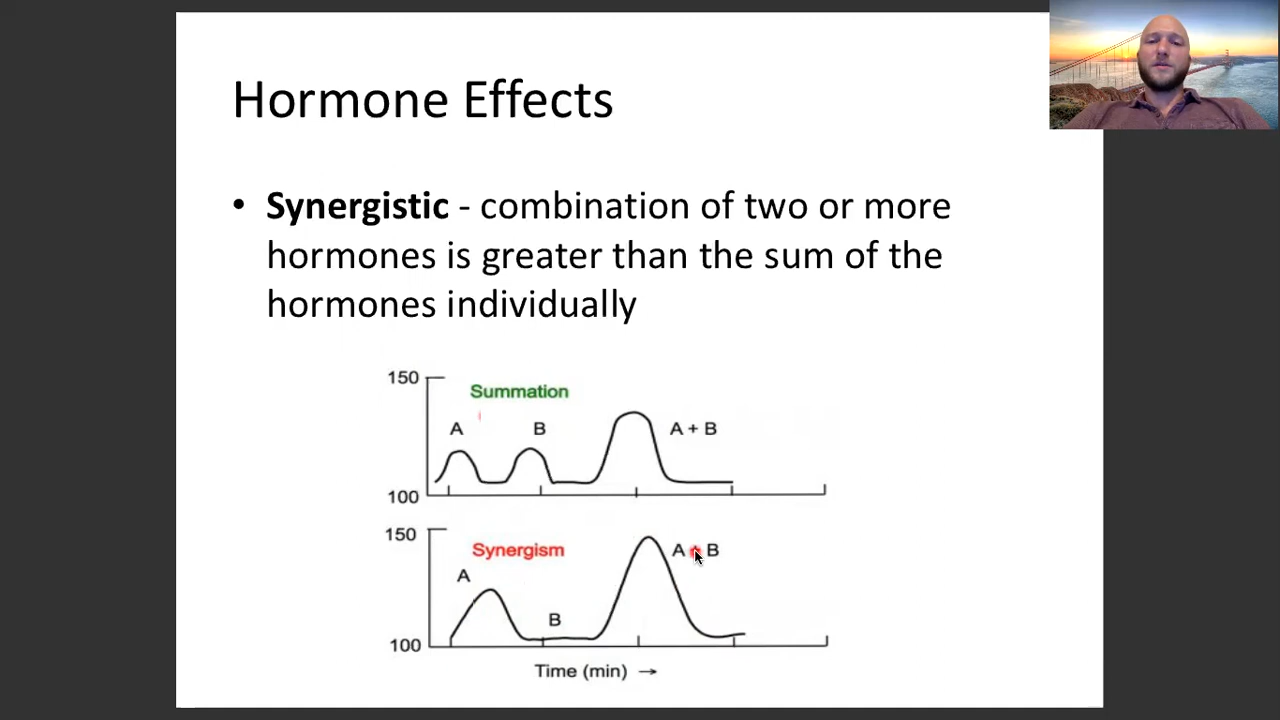 Hormone Effects
• Synergistic - combination of two or more
hormones is greater than the sum of the
hormones individually
150
Summation
A
B
A + B
100
150
Synergism
A + B
A
B
100
Time (min) →